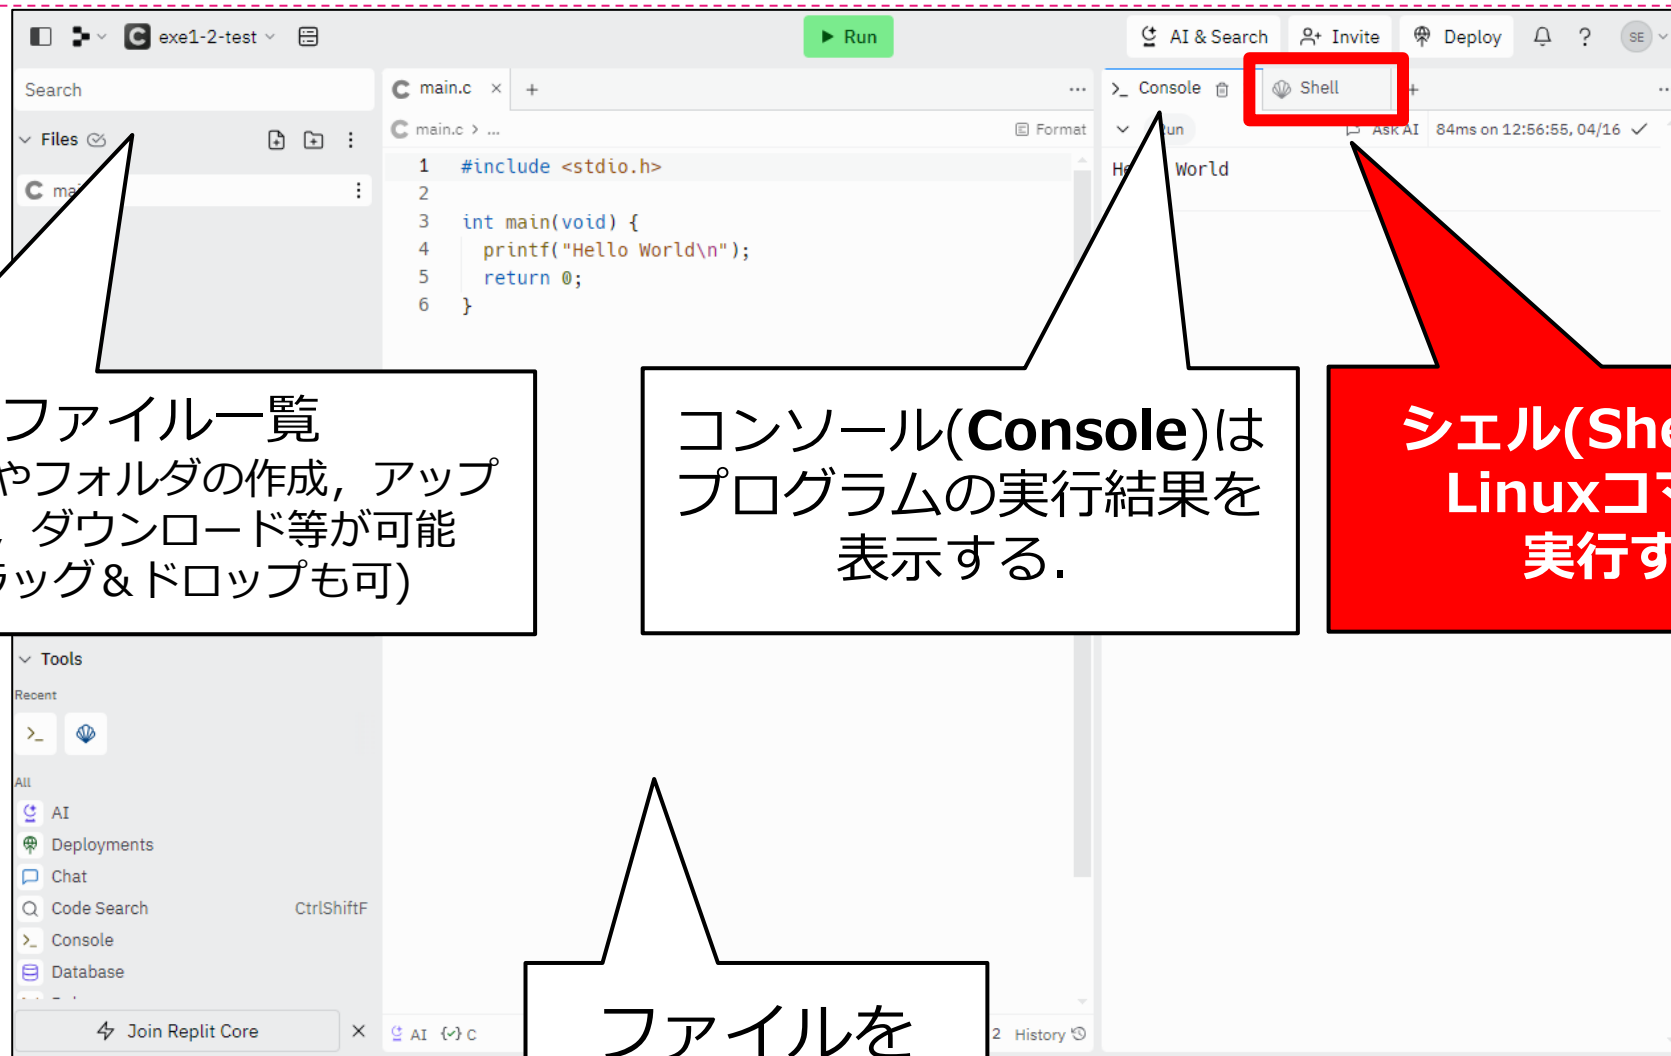 exe1-2-test
Run
AI & Search
Invite
Deploy
?
SE
Search
main.c × +
Console
Shell
+
Files
main.c > ...
Format
Ask AI
84ms on 12:56:55, 04/16
1 #include <stdio.h>
2
3 int main(void) {
4 printf("Hello World\n");
5 return 0;
6 }
World
ファイル一覧
やフォルダの作成，アップ
，ダウンロード等が可能
ラッグ＆ドロップも可)
コンソール(Console)は
プログラムの実行結果を
表示する．
シェル(She
Linuxコマ
実行す
Tools
Recent
All
AI
Deployments
Chat
Code Search CtrlShiftF
Console
Database
Join Replit Core ×
AI
C
ファイルを
2 History